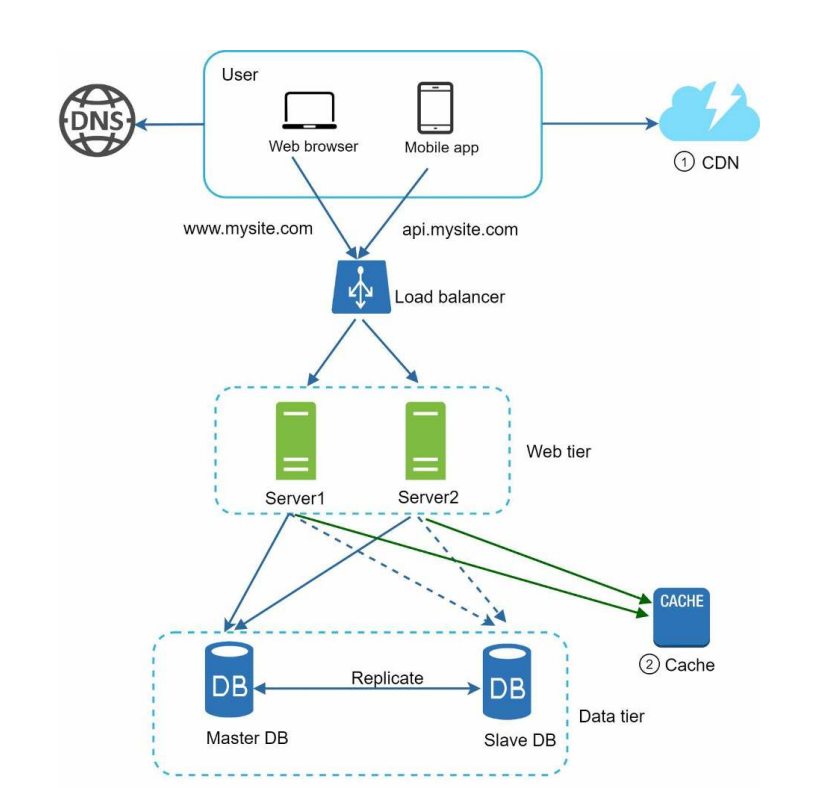 User
DNS
Web browser
Mobile app
1 CDN
www.mysite.com
api.mysite.com
Load balancer
Web tier
Server1
Server2
CACHE
2 Cache
Replicate
DB
DB
Master DB
Slave DB
Data tier